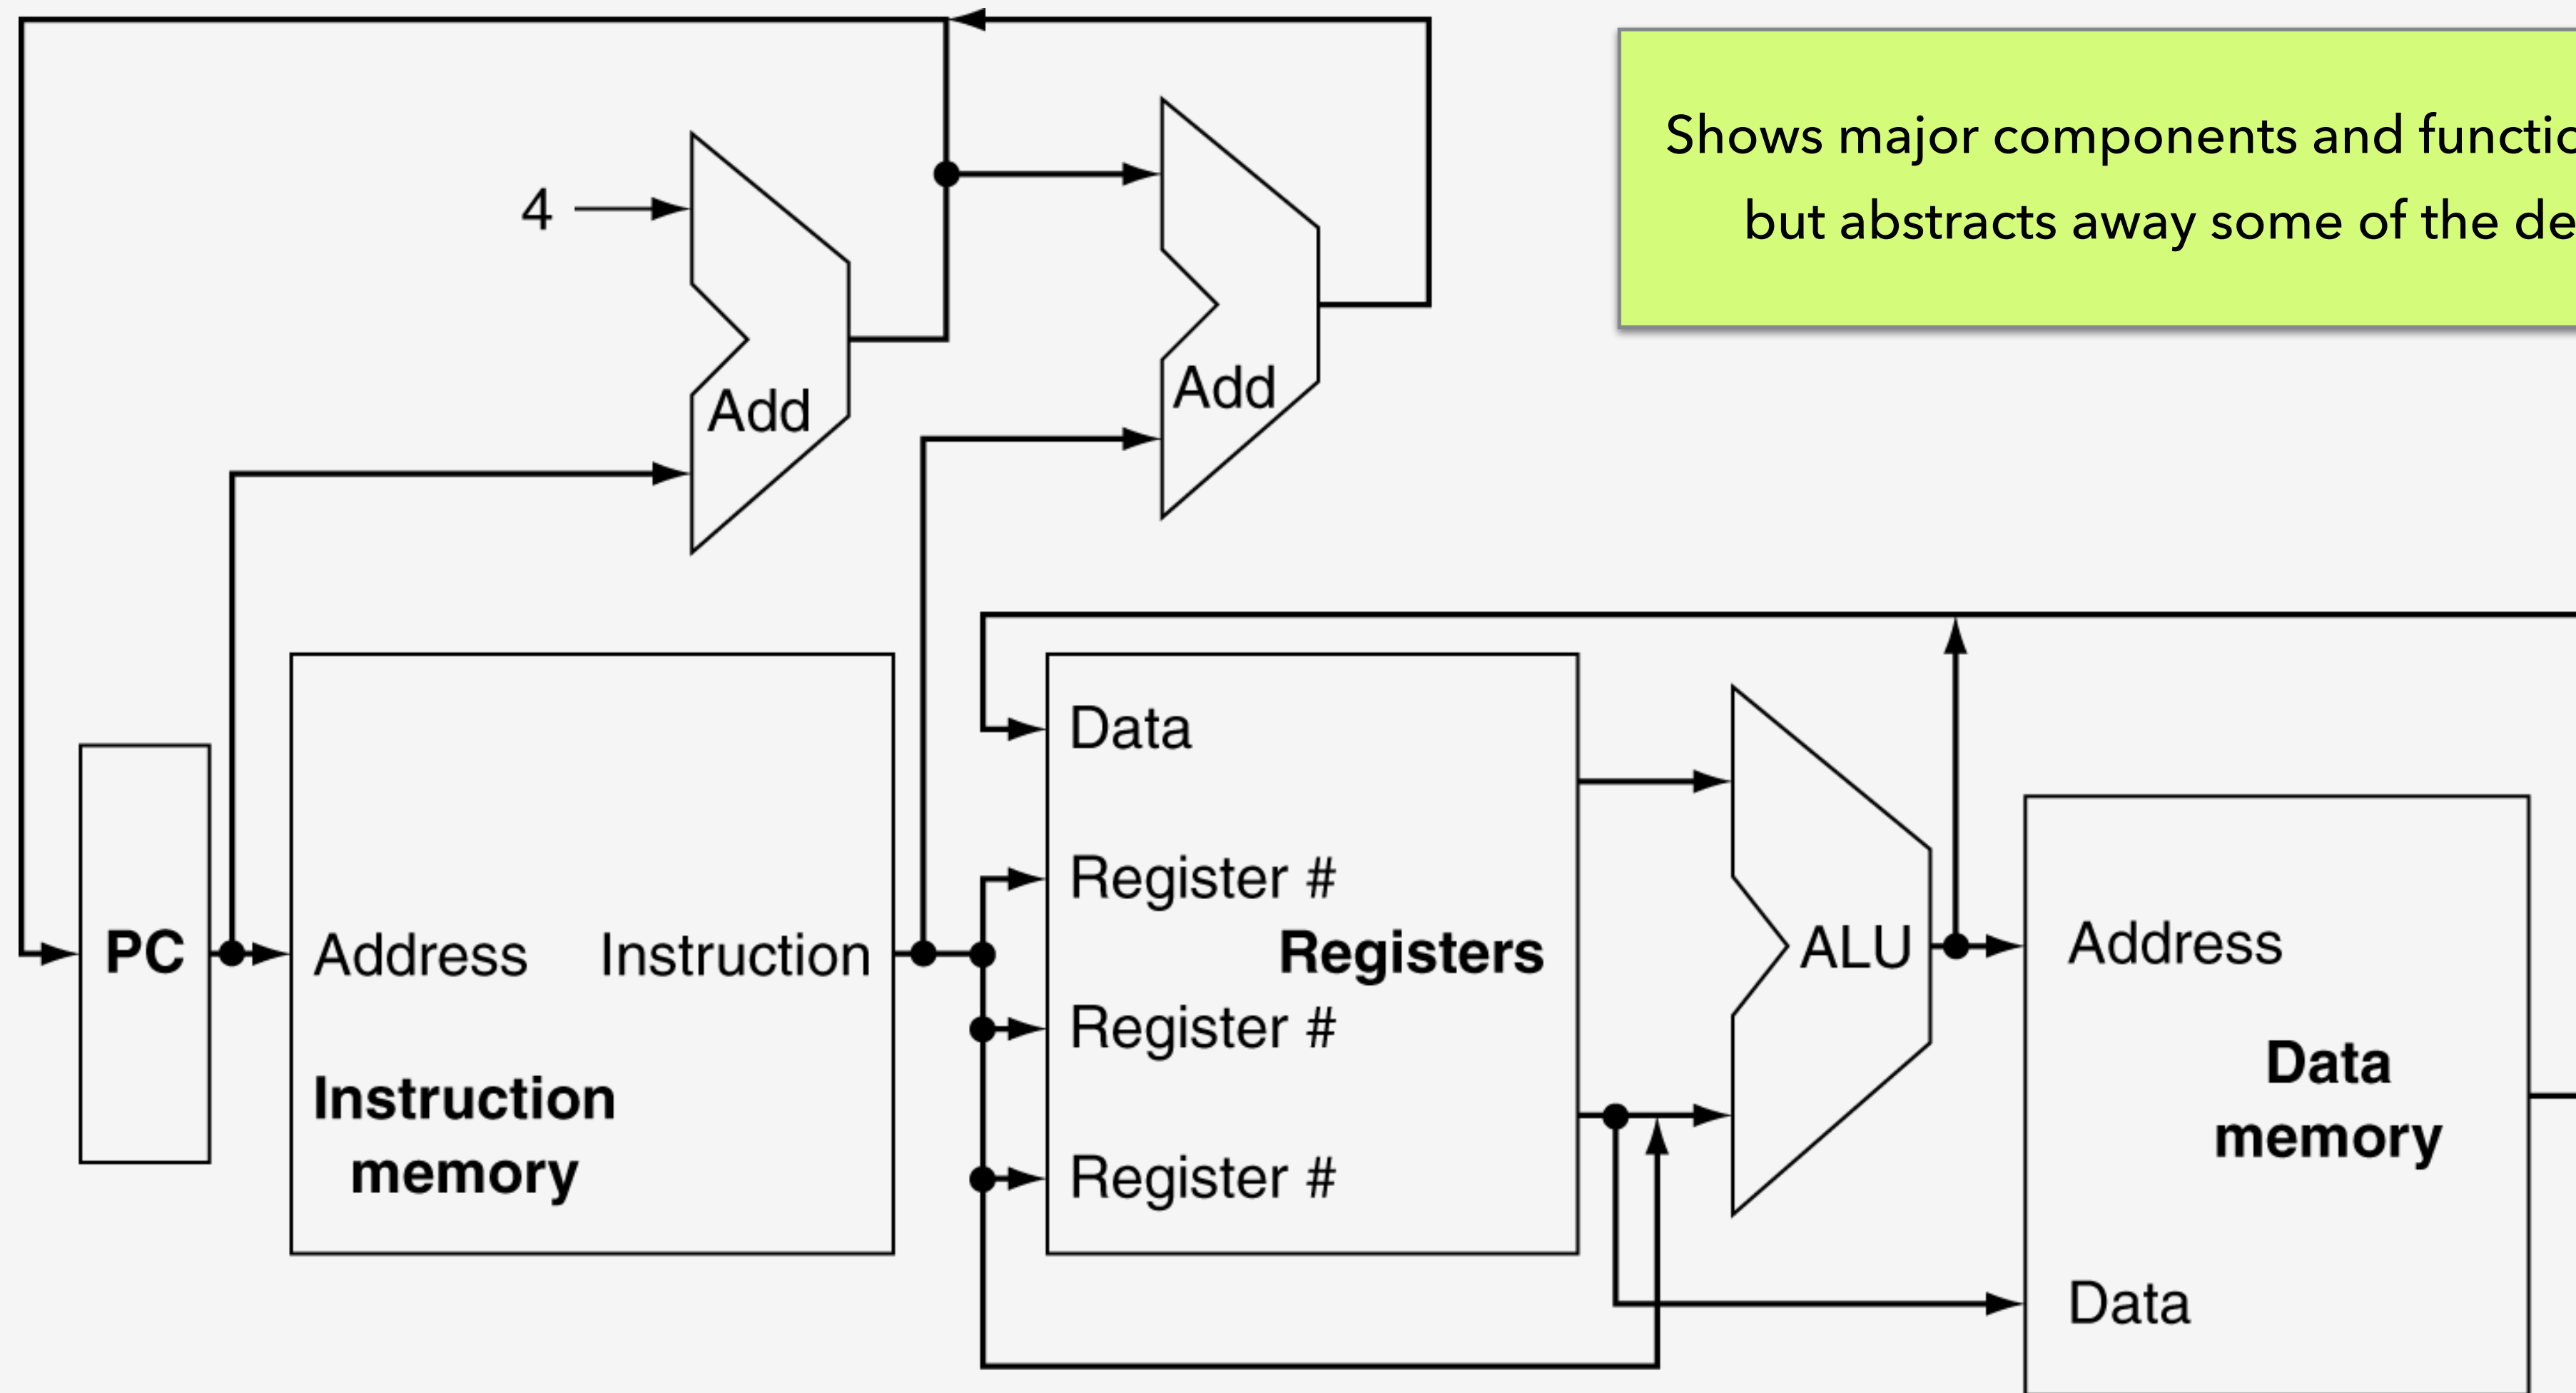 Shows major components and functio
but abstracts away some of the de
4
Add
Add
PC
Address
Instruction
Instruction
memory
Data
Register #
Registers
Register #
Register #
ALU
Address
Data
memory
Data